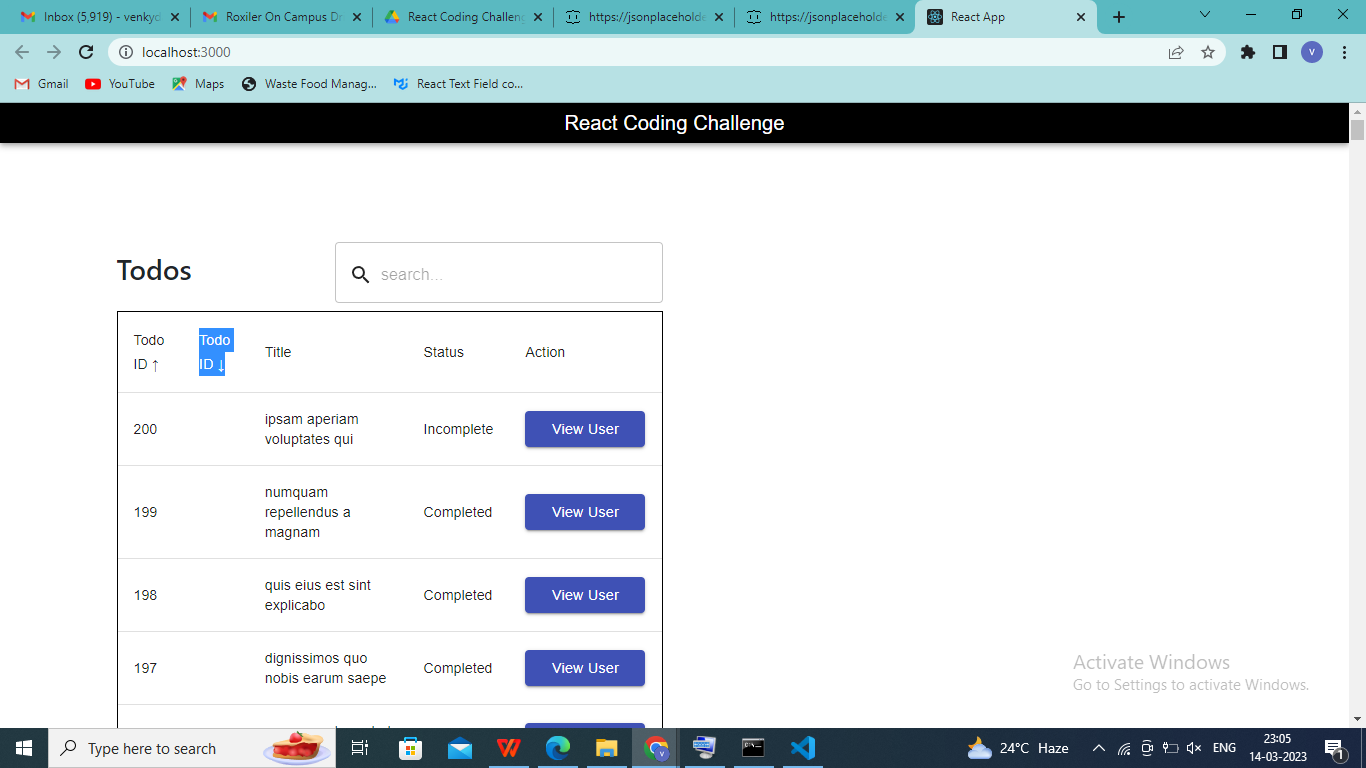 Inbox (5,919) - venkyd
Roxiler On Campus Dr
React Coding Challeng
https://jsonplaceholde
https://jsonplaceholde
React App
localhost:3000
V
Gmail
YouTube
Maps
Waste Food Manag...
React Text Field co...
React Coding Challenge
Todos
search...
Todo ID ↑
Todo ID ↓
Title
Status
Action
200
ipsam aperiam
voluptates qui
Incomplete
View User
199
numquam
repellendus a
magnam
Completed
View User
198
quis eius est sint
explicabo
Completed
View User
197
dignissimos quo
nobis earum saepe
Completed
View User
Activate Windows
Go to Settings to activate Windows.
Type here to search
24°C Haze
ENG
23:05
14-03-2023
1